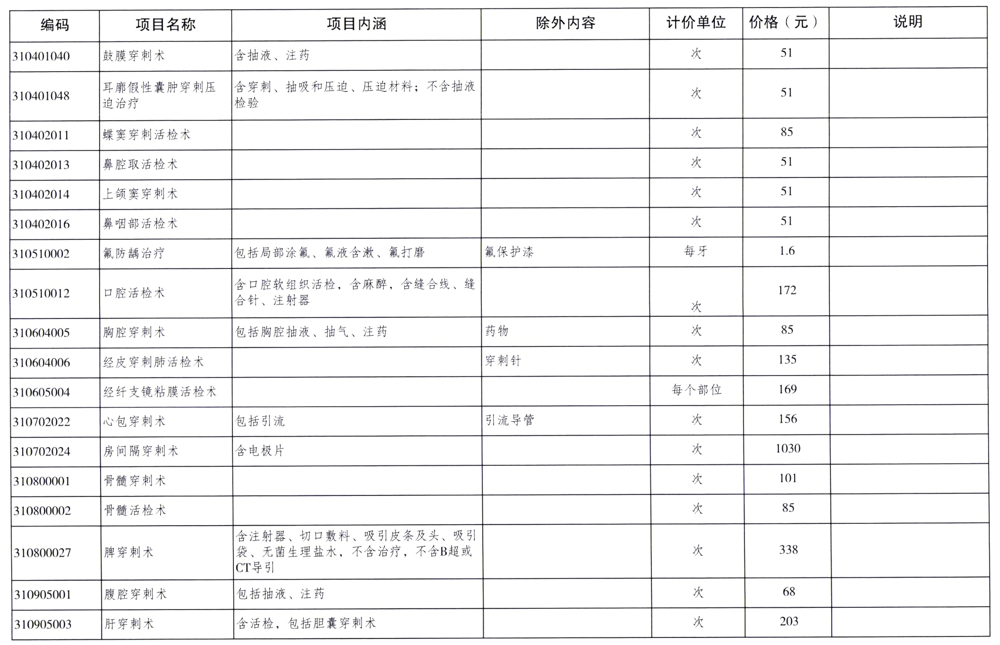 编码 项目名称 项目内涵 除外内容 计价单位 价格（元） 说明
310401040 鼓膜穿刺术 含抽液、注药 次 51
310401048 耳廓假性囊肿穿刺压 含穿刺、抽吸和压迫、压迫材料；不含抽液 次 51
迫治疗 检验
310402011 蝶窦穿刺活检术 次 85
310402013 鼻腔取活检术 次 51
310402014 上颌窦穿刺术 次 51
310402016 鼻咽部活检术 次 51
310510002 氟防龋治疗 包括局部涂氟、氟液含漱、氟打磨 氟保护漆 每牙 1.6
310510012 口腔活检术 含口腔软组织活检，含麻醉，含缝合线、缝 次 172
合针、注射器
310604005 胸腔穿刺术 包括胸腔抽液、抽气、注药 药物 次 85
310604006 经皮穿刺肺活检术 穿刺针 次 135
310605004 经纤支镜粘膜活检术 每个部位 169
310702022 心包穿刺术 包括引流 引流导管 次 156
310702024 房间隔穿刺术 含电极片 次 1030
310800001 骨髓穿刺术 次 101
310800002 骨髓活检术 次 85
310800027 脾穿刺术 含注射器、切口敷料、吸引皮条及头、吸引 次 338
袋、无菌生理盐水，不含治疗，不含B超或
CT导引
310905001 腹腔穿刺术 包括抽液、注药 次 68
310905003 肝穿刺术 含活检，包括胆囊穿刺术 次 203